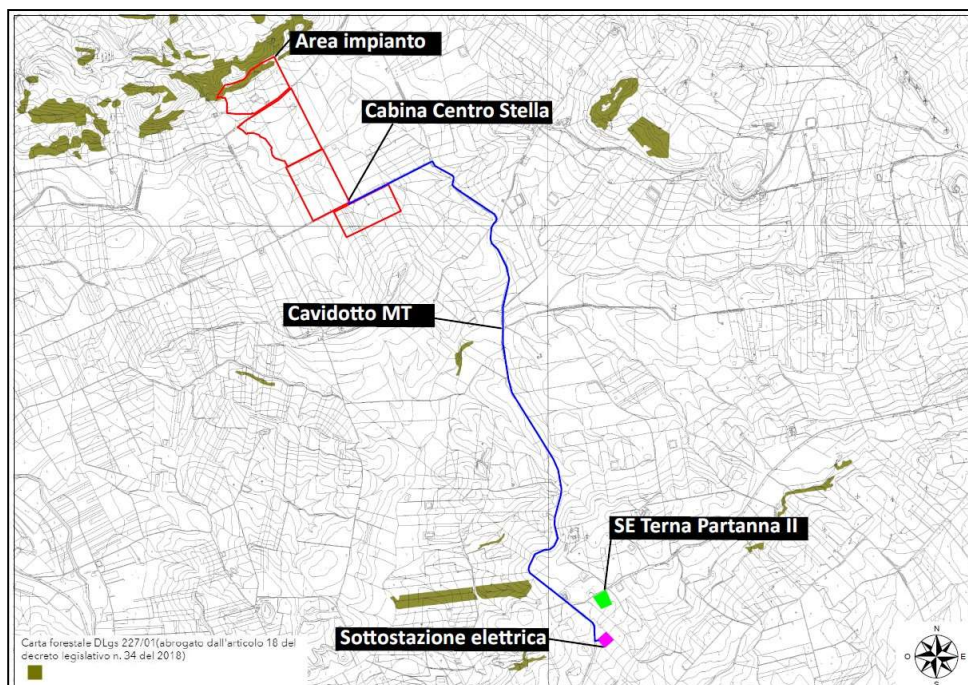 Area impianto
Cabina Centro Stella
Cavidotto MT
SE Terna Partanna II
Sottostazione elettrica
Carta forestale DLgs 227/01(abrogato dall'articolo 18 del
decreto legislativo n. 34 del 2018)
N
O
E
S